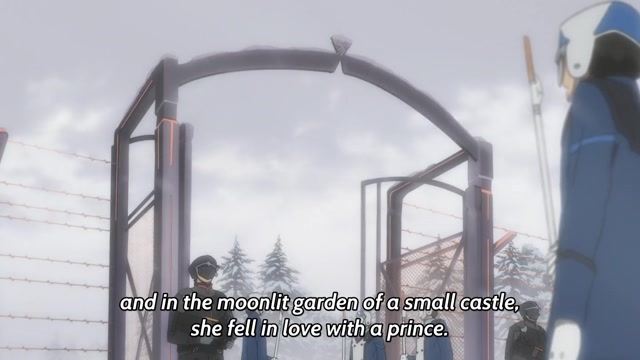 and in the moonlit garden of a small castle,
she fell in love with a prince.